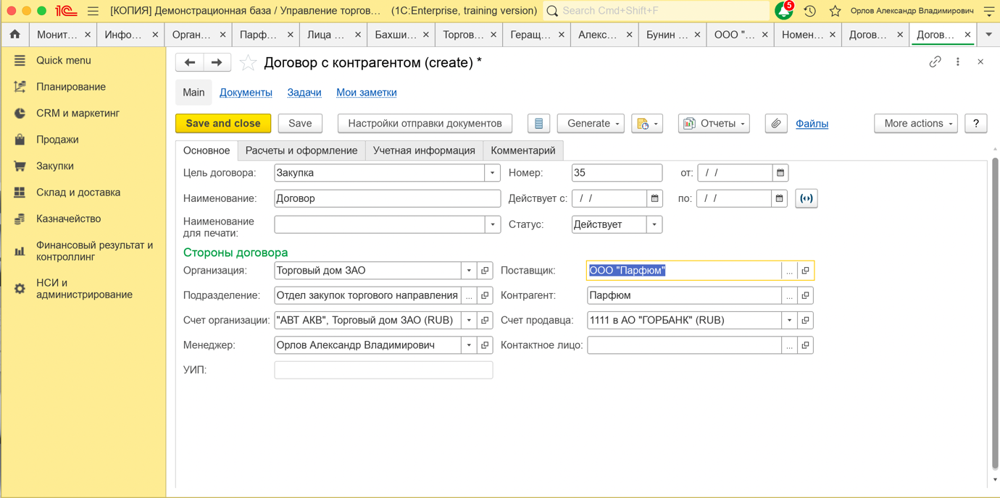 [КОПИЯ] Демонстрационная база / Управление торгов... (1C:Enterprise, training version) Search Cmd+Shift+F 5 Орлов Александр Владимирович
Монит... Инфо... Орган... Парф... Лица ... Бахши... Торгов... Геращ... Алекс... Бунин ... ООО "... Номен... Догов... Догов...
Quick menu
Планирование
CRM и маркетинг
Продажи
Закупки
Склад и доставка
Казначейство
Финансовый результат и
контроллинг
НСИ и
администрирование
Договор с контрагентом (create) *
Main Документы Задачи Мои заметки
Save and close Save Настройки отправки документов Generate Отчеты Файлы More actions ?
Основное Расчеты и оформление Учетная информация Комментарий
Цель договора: Закупка Номер: 35 от: / /
Наименование: Договор Действует с: / / по: / /
Наименование
для печати: Статус: Действует
Стороны договора
Организация: Торговый дом ЗАО Поставщик: ООО "Парфюм" ...
Подразделение: Отдел закупок торгового направления ... Контрагент: Парфюм ...
Счет организации: "АВТ АКВ", Торговый дом ЗАО (RUB) Счет продавца: 1111 в АО "ГОРБАНК" (RUB)
Менеджер: Орлов Александр Владимирович Контактное лицо: ...
УИП: